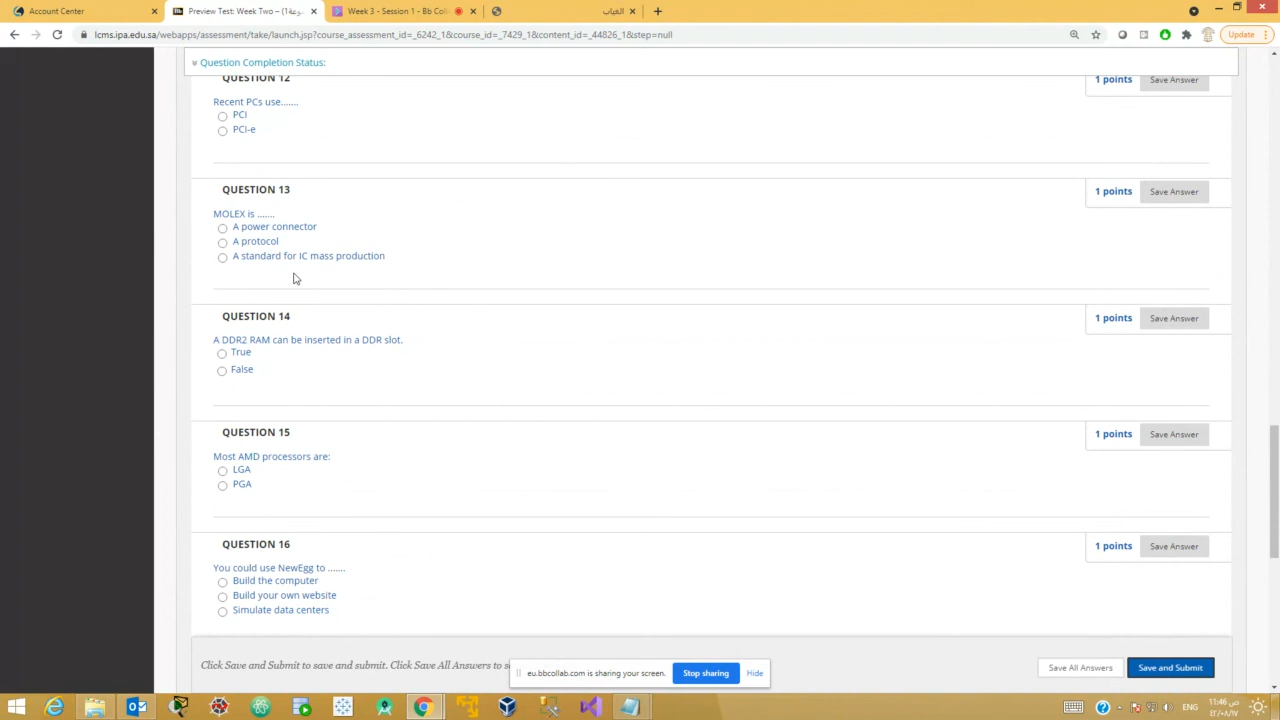 Account Center
Preview Test: Week Two – (1عة
Week 3 - Session 1 - Bb Coll
الغياب
lcms.ipa.edu.sa/webapps/assessment/take/launch.jsp?course_assessment_id=_6242_1&course_id=_7429_1&content_id=_44826_1&step=null
Update
Question Completion Status:
QUESTION 12
1 points
Save Answer
Recent PCs use.......
PCI
PCI-e
QUESTION 13
1 points
Save Answer
MOLEX is .......
A power connector
A protocol
A standard for IC mass production
QUESTION 14
1 points
Save Answer
A DDR2 RAM can be inserted in a DDR slot.
True
False
QUESTION 15
1 points
Save Answer
Most AMD processors are:
LGA
PGA
QUESTION 16
1 points
Save Answer
You could use NewEgg to .......
Build the computer
Build your own website
Simulate data centers
Click Save and Submit to save and submit. Click Save All Answers to s
eu.bbcollab.com is sharing your screen.
Stop sharing
Hide
Save All Answers
Save and Submit
ENG
11:46 ص